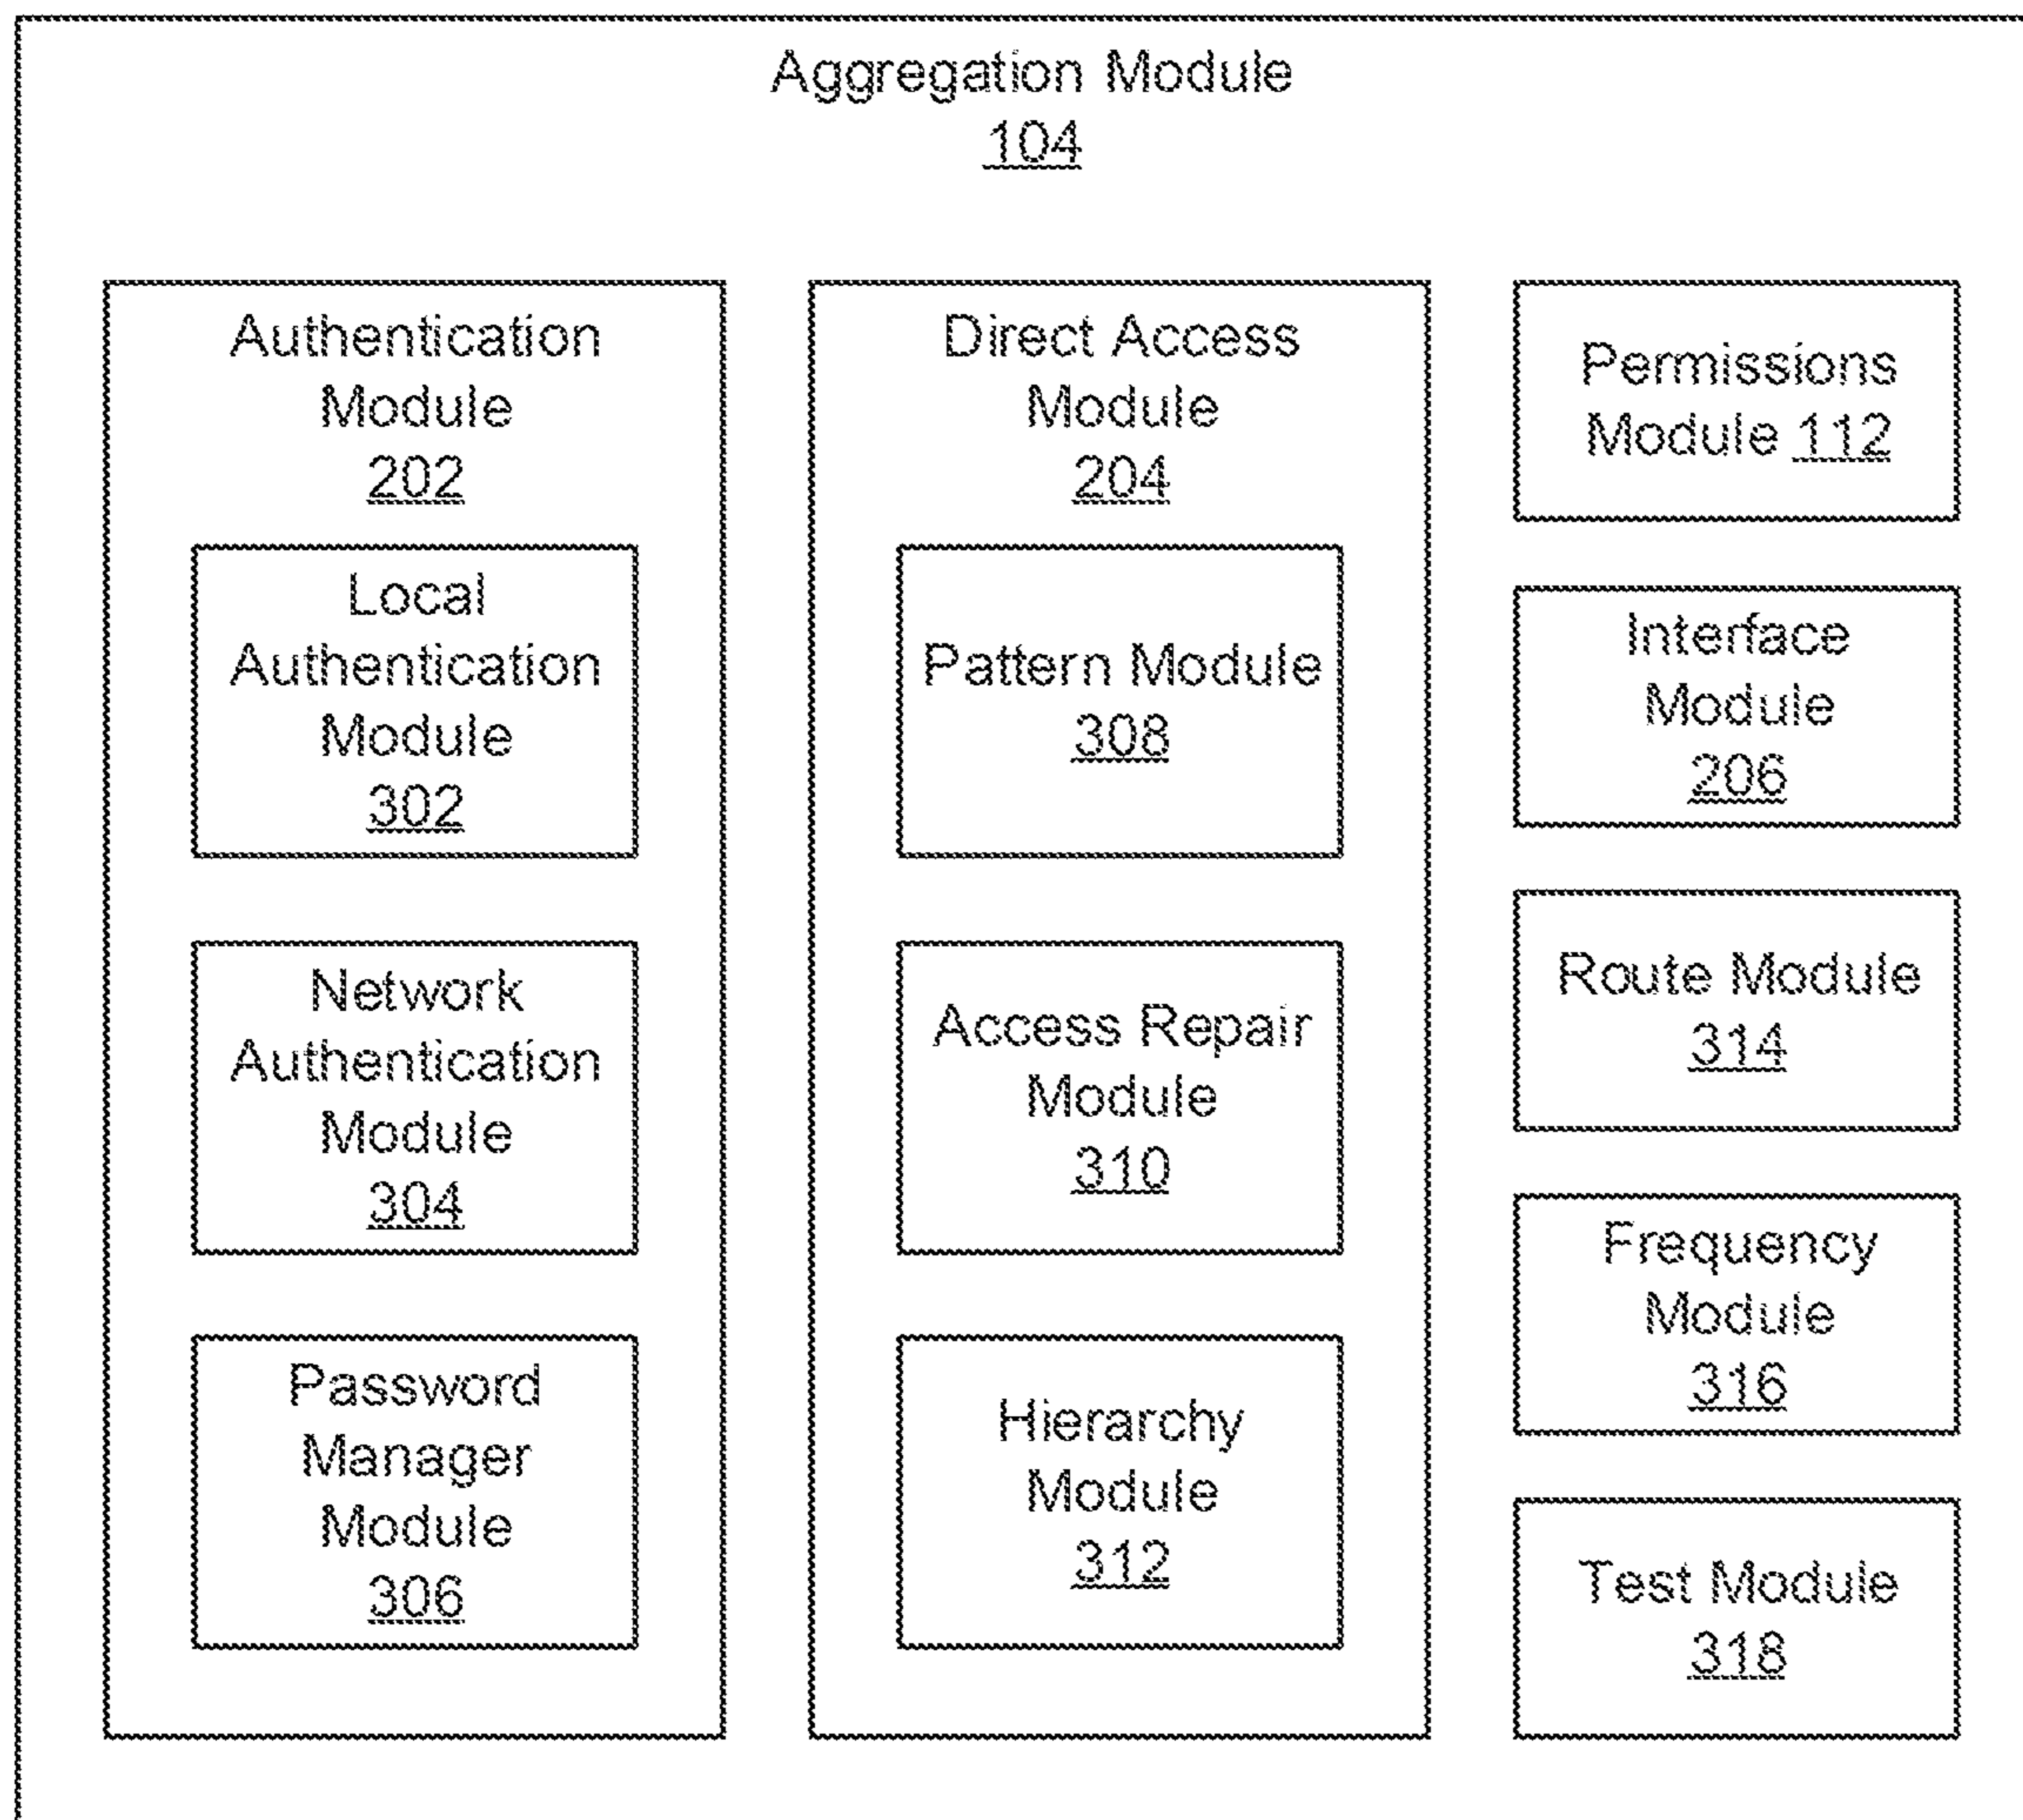 Aggregation Module
104
Authentication
Module
202
Local
Authentication
Module
302
Network
Authentication
Module
304
Password
Manager
Module
306
Direct Access
Module
204
Pattern Module
308
Access Repair
Module
310
Hierarchy
Module
312
Permissions
Module 112
Interface
Module
206
Route Module
314
Frequency
Module
316
Test Module
318